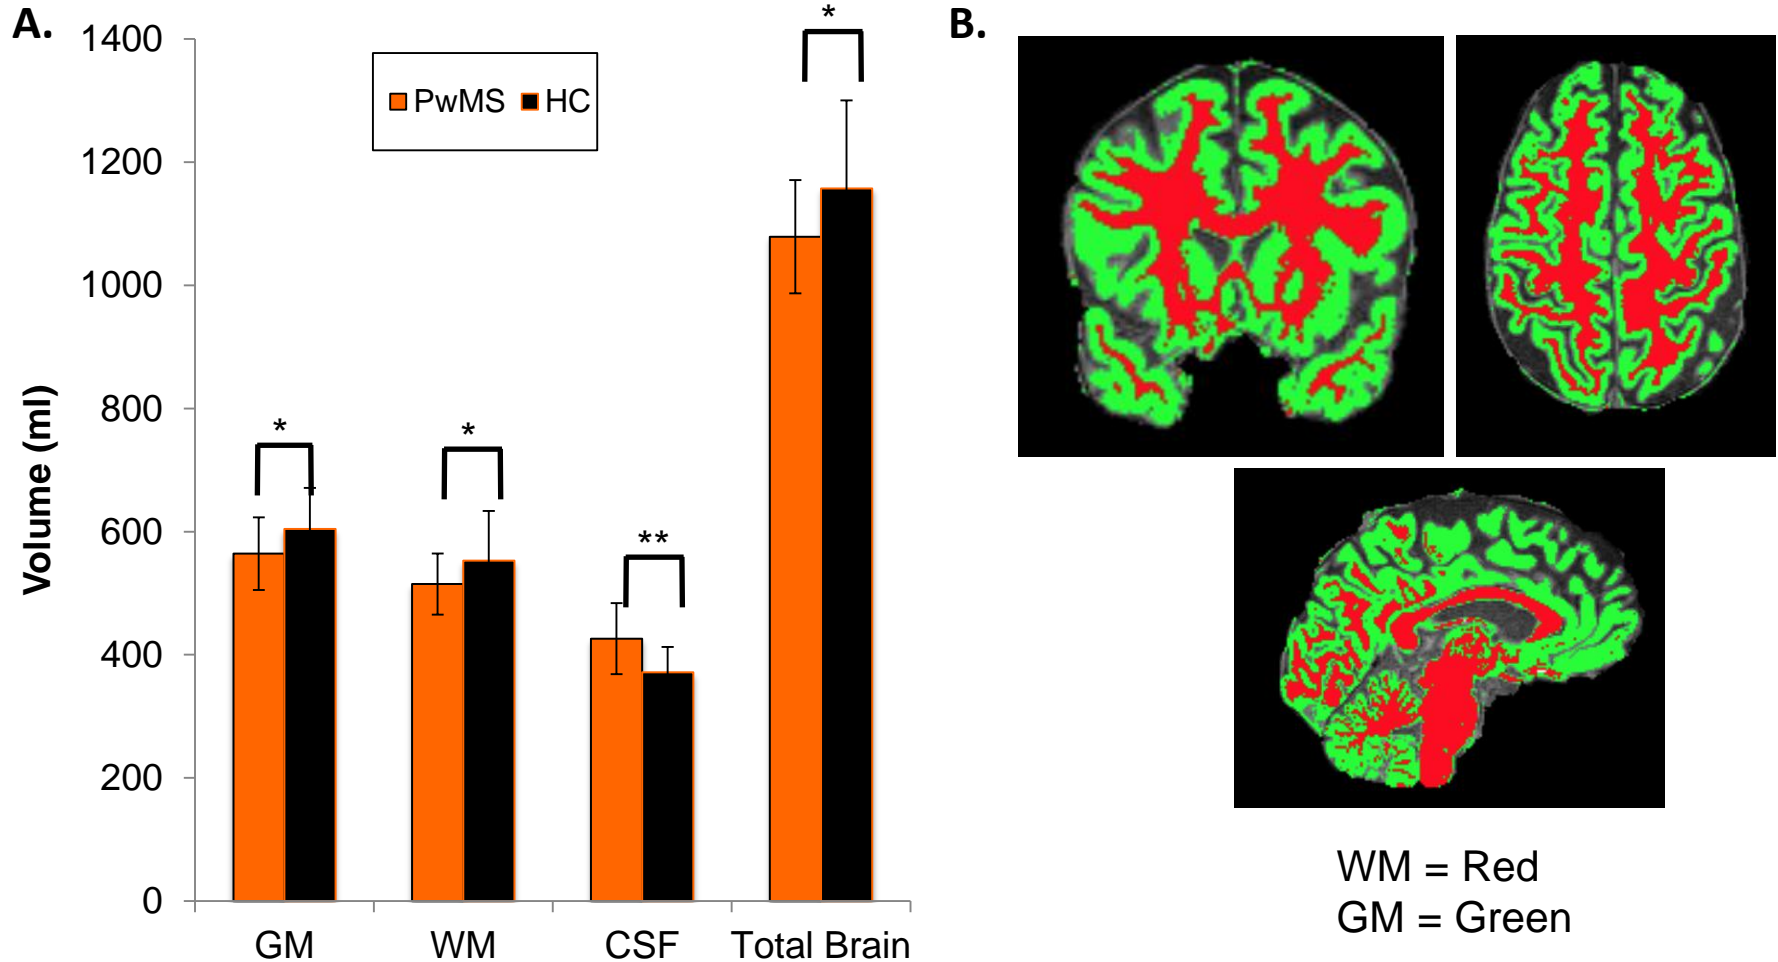 A.
B.
*
1400
PwMS HC
1200
1000
800
*
*
600
**
400
200
0
Volume (ml)
GM WM CSF Total Brain
WM = Red
GM = Green